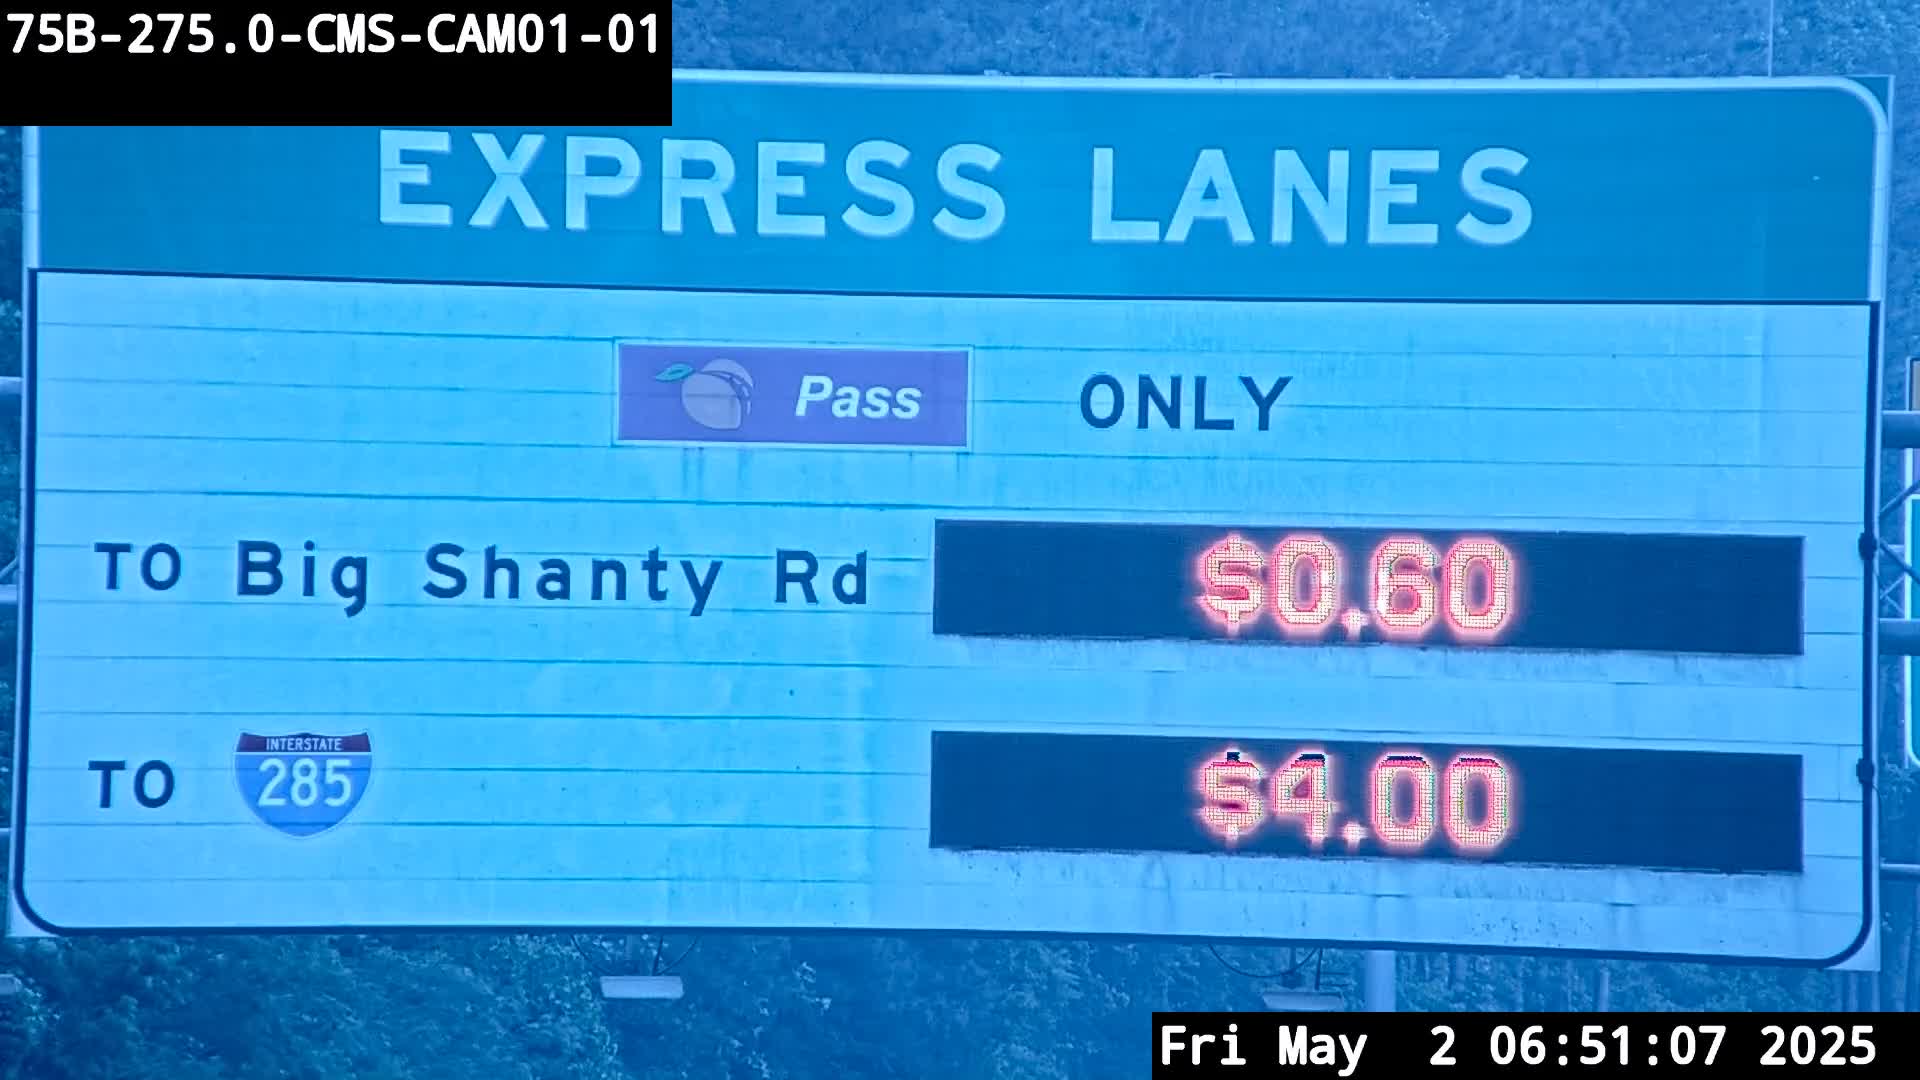 75B-275.0-CMS-CAM01-01
EXPRESS LANES
Pass ONLY
TO Big Shanty Rd $0.60
INTERSTATE
TO 285 $4.00
Fri May 2 06:51:07 2025